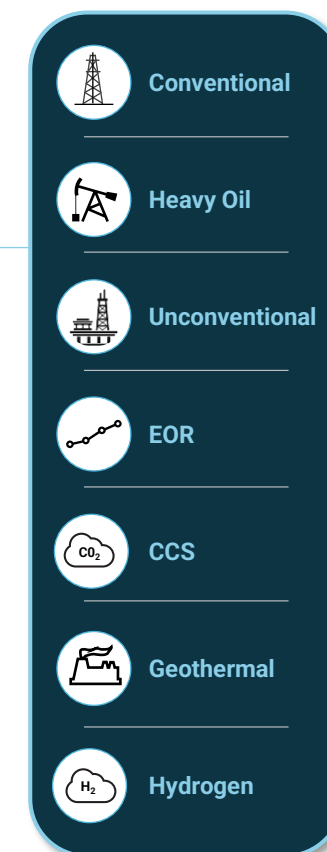 Conventional
Heavy Oil
Unconventional
EOR
CO₂
CCS
Geothermal
H₂
Hydrogen